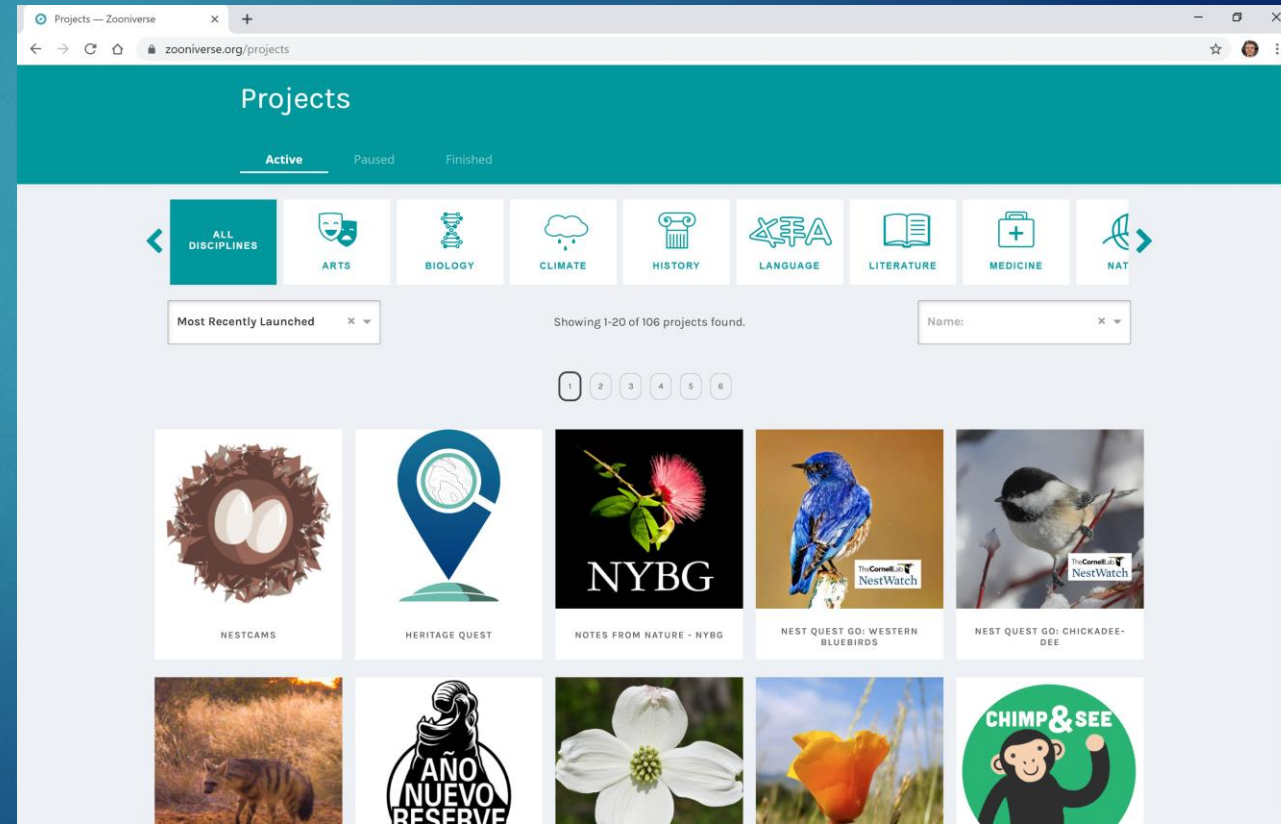 Projects — Zooniverse
zooniverse.org/projects
Projects
Active Paused Finished
ALL
DISCIPLINES
ARTS
BIOLOGY
CLIMATE
HISTORY
LANGUAGE
LITERATURE
MEDICINE
NAT
Most Recently Launched
Showing 1-20 of 106 projects found.
Name:
1 2 3 4 5 6
NYBG
TheCornellLab
NestWatch
TheCornellLab
NestWatch
NESTCAMS
HERITAGE QUEST
NOTES FROM NATURE - NYBG
NEST QUEST GO: WESTERN
BLUEBIRDS
NEST QUEST GO: CHICKADEE-
DEE
AÑO
NUEVO
RESERVE
CHIMP & SEE